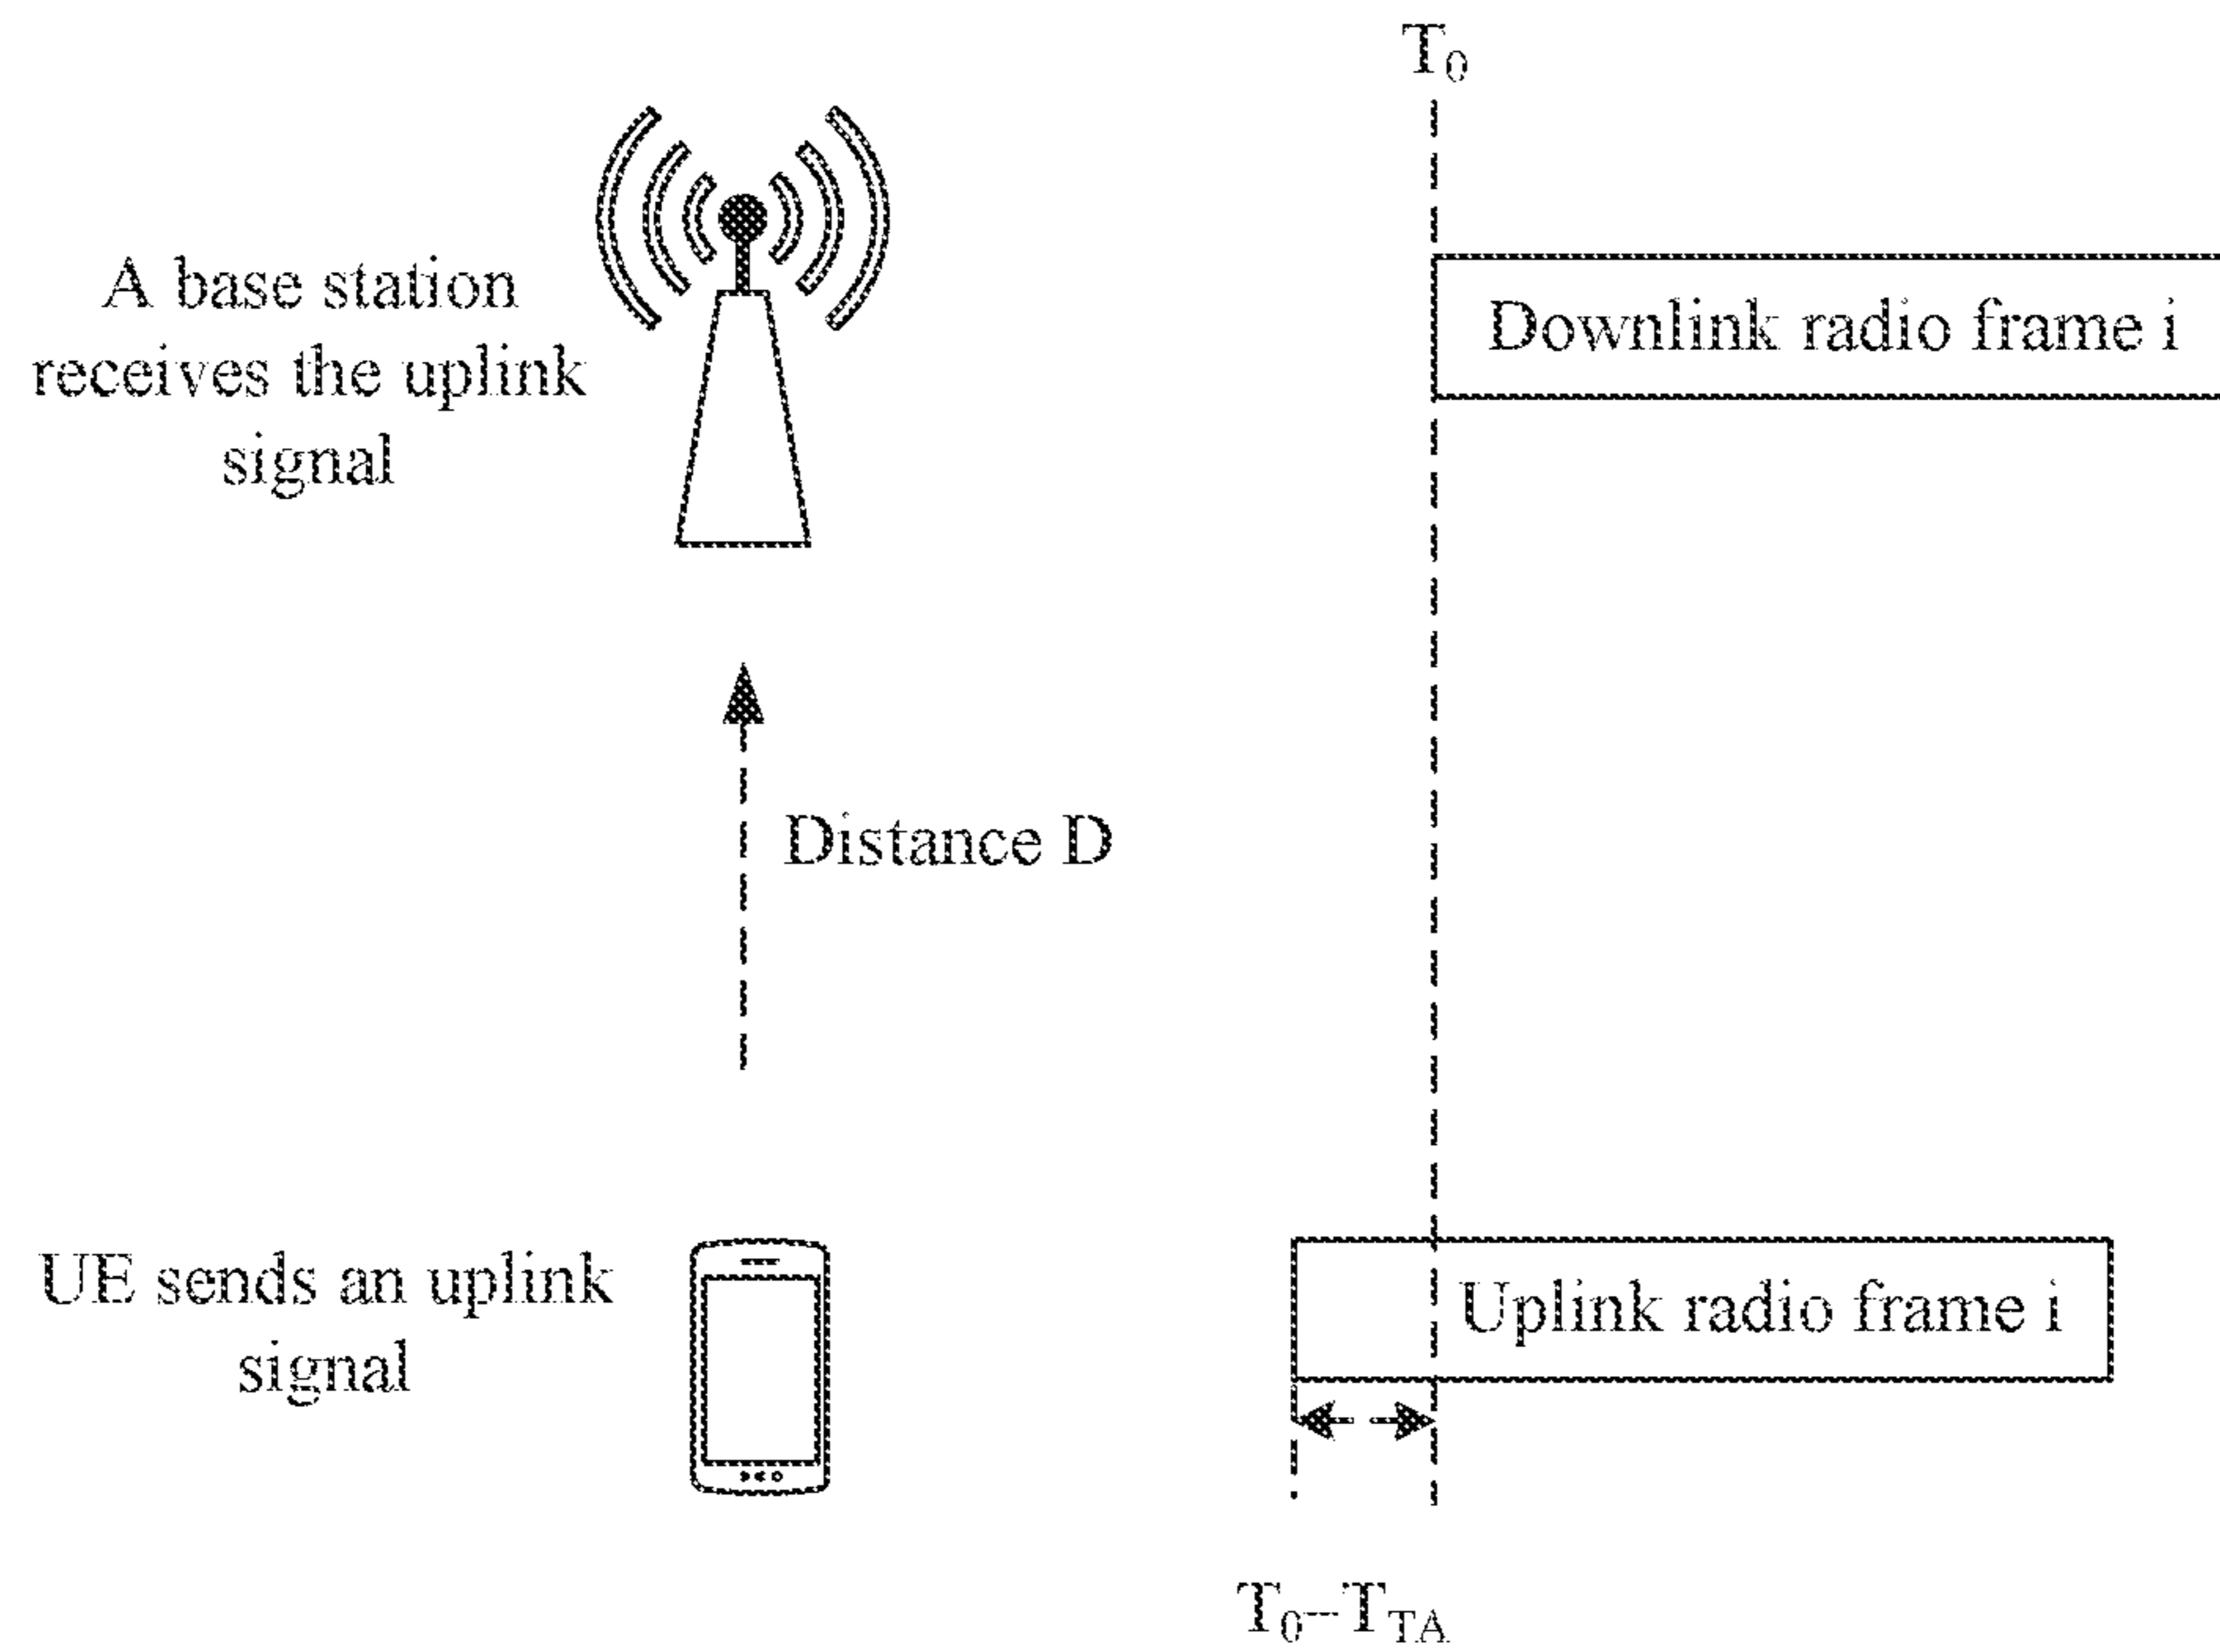 T₀
A base station
receives the uplink
signal
Downlink radio frame i
Distance D
UE sends an uplink
signal
Uplink radio frame i
T₀–T_TA